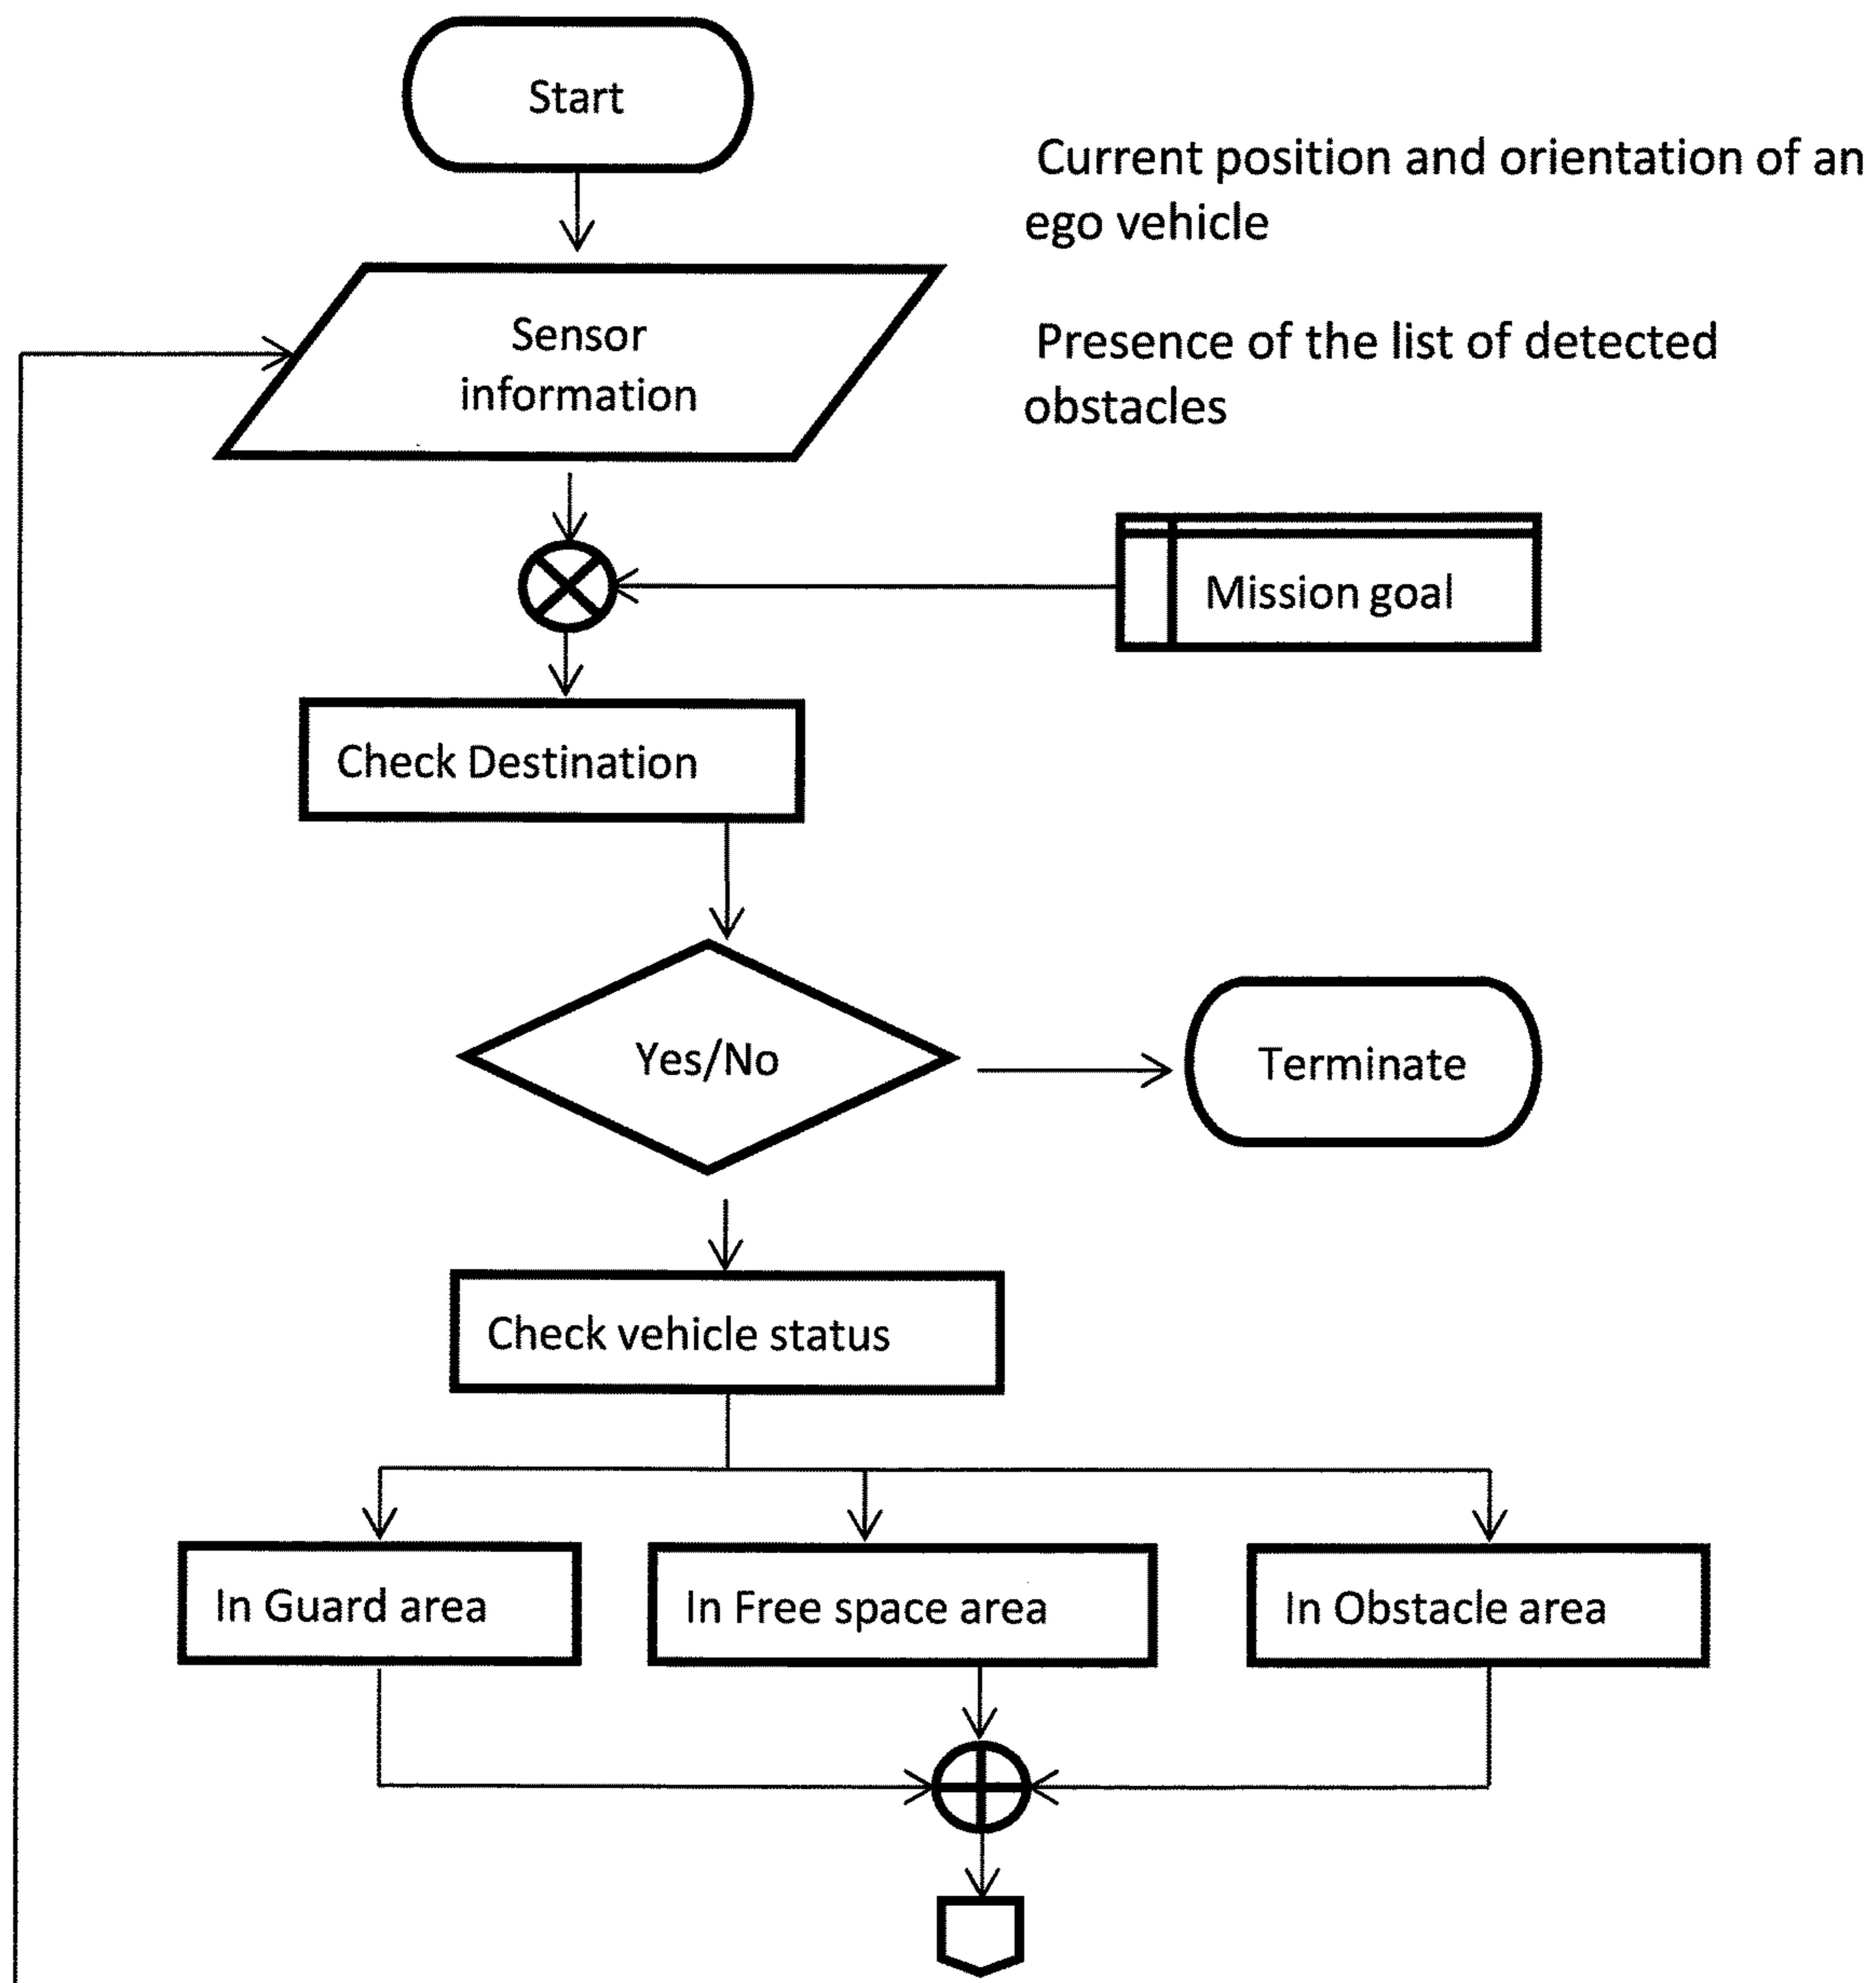 Start
Current position and orientation of an
ego vehicle
Sensor
information
Presence of the list of detected
obstacles
Mission goal
Check Destination
Yes/No
Terminate
Check vehicle status
In Guard area
In Free space area
In Obstacle area